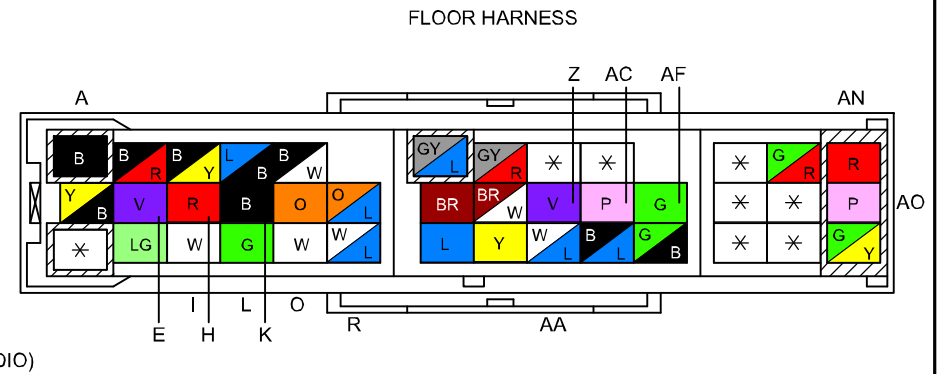 FLOOR HARNESS
Z AC AF
A AN
B B R B Y L B B W GY L GY R * * * G R R
Y B V R B O O L BR BR W V P G * * P AO
* LG W G W W L L Y W L B L G B * * G Y
I L O
E H K R AA
DIO)